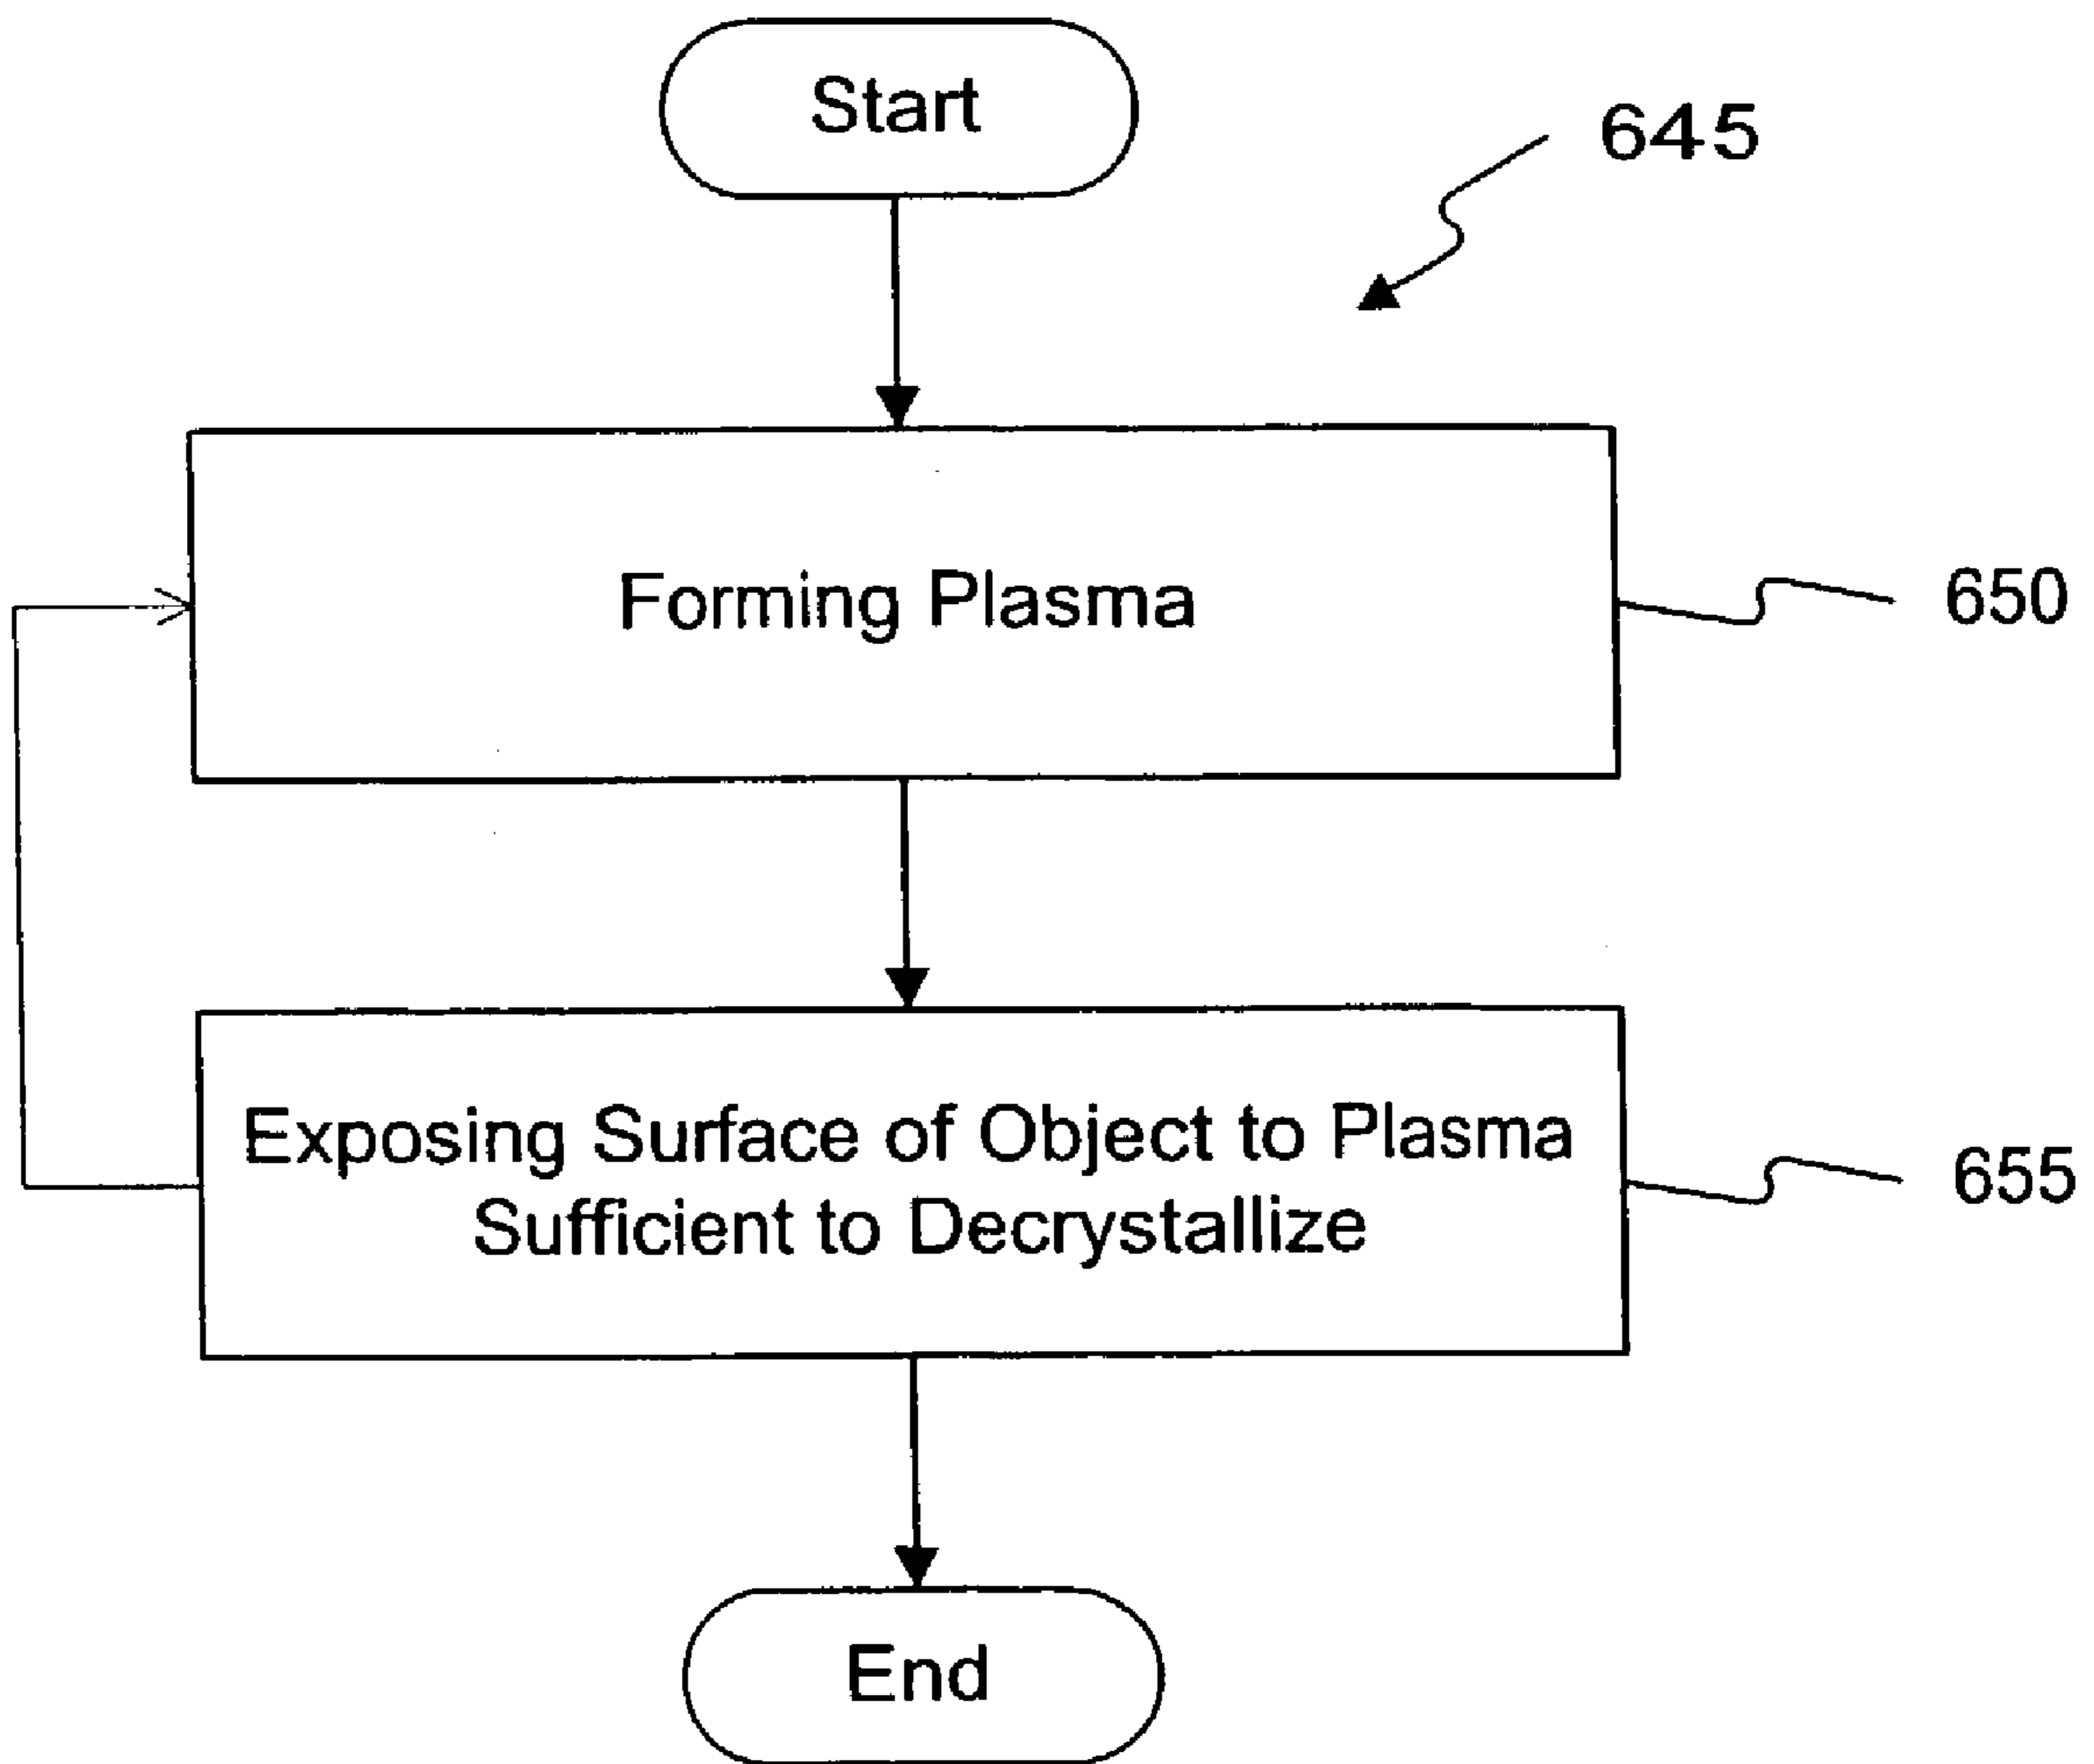 Start
645
Forming Plasma
650
Exposing Surface of Object to Plasma
Sufficient to Decrystallize
655
End